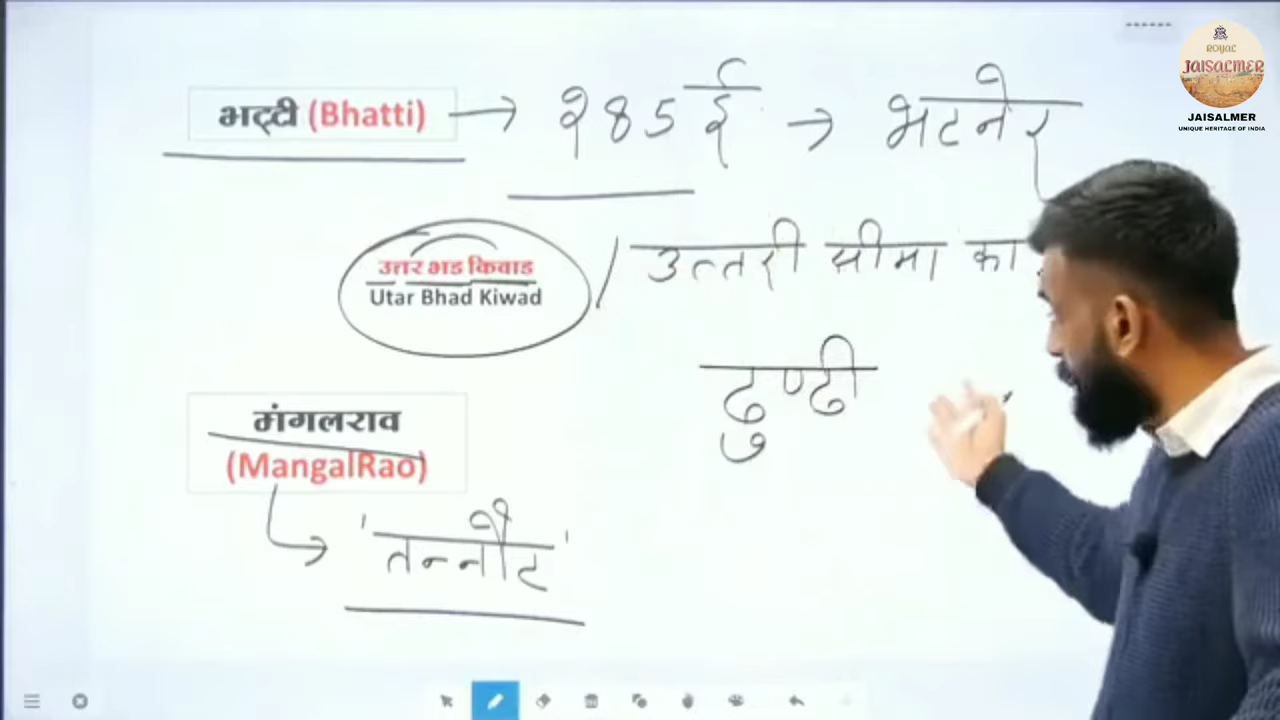 ROYAL
JAISALMER
JAISALMER
UNIQUE HERITAGE OF INDIA
भट्टी (Bhatti) → 285 ई → भटनेर
उत्तर भड किवाड / उत्तरी सीमा का
Utar Bhad Kiwad
ढुण्ढी
मंगलराव
(MangalRao)
'तन्नौट'